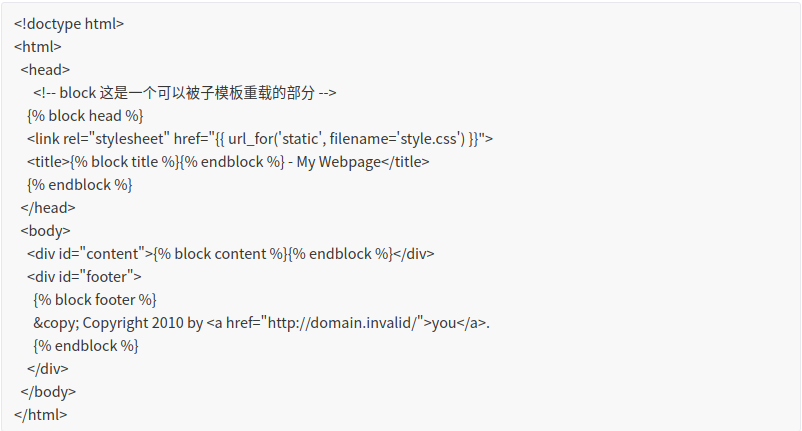 <!doctype html>
<html>
  <head>
     <!-- block 这是一个可以被子模板重载的部分 -->
    {% block head %}
    <link rel="stylesheet" href="{{ url_for('static', filename='style.css') }}">
    <title>{% block title %}{% endblock %} - My Webpage</title>
    {% endblock %}
  </head>
  <body>
    <div id="content">{% block content %}{% endblock %}</div>
    <div id="footer">
      {% block footer %}
      &copy; Copyright 2010 by <a href="http://domain.invalid/">you</a>.
      {% endblock %}
    </div>
  </body>
</html>